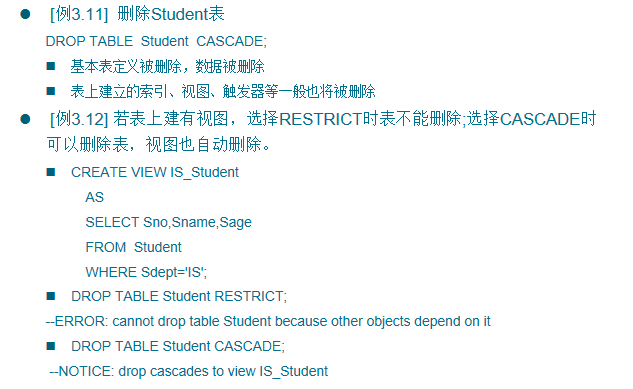 [例3.11] 删除Student表
DROP TABLE Student CASCADE;
基本表定义被删除，数据被删除
表上建立的索引、视图、触发器等一般也将被删除
[例3.12] 若表上建有视图，选择RESTRICT时表不能删除;选择CASCADE时
可以删除表，视图也自动删除。
CREATE VIEW IS_Student
AS
SELECT Sno,Sname,Sage
FROM Student
WHERE Sdept='IS';
DROP TABLE Student RESTRICT;
--ERROR: cannot drop table Student because other objects depend on it
DROP TABLE Student CASCADE;
--NOTICE: drop cascades to view IS_Student